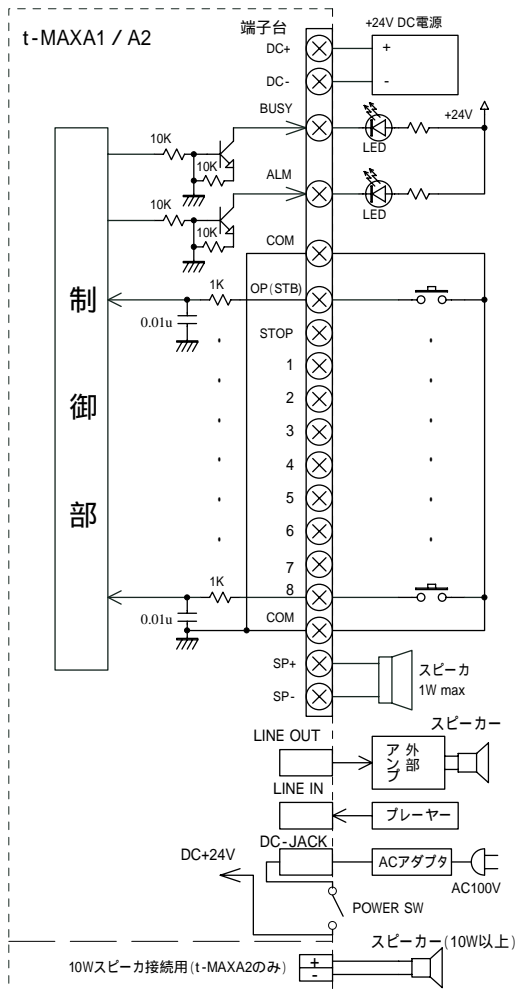 t-MAXA1 / A2
端子台
+24V DC電源
DC+
+
DC-
-
BUSY
+24V
10K
10K
LED
ALM
10K
10K
LED
COM
OP(STB)
1K
0.01u
制
御
部
STOP
1
2
3
4
5
6
7
1K
8
0.01u
COM
SP+
スピーカ
1W max
SP-
スピーカー
LINE OUT
外部
アンプ
LINE IN
プレーヤー
DC-JACK
DC+24V
ACアダプタ
AC100V
POWER SW
スピーカー(10W以上)
10Wスピーカ接続用(t-MAXA2のみ)
+
-